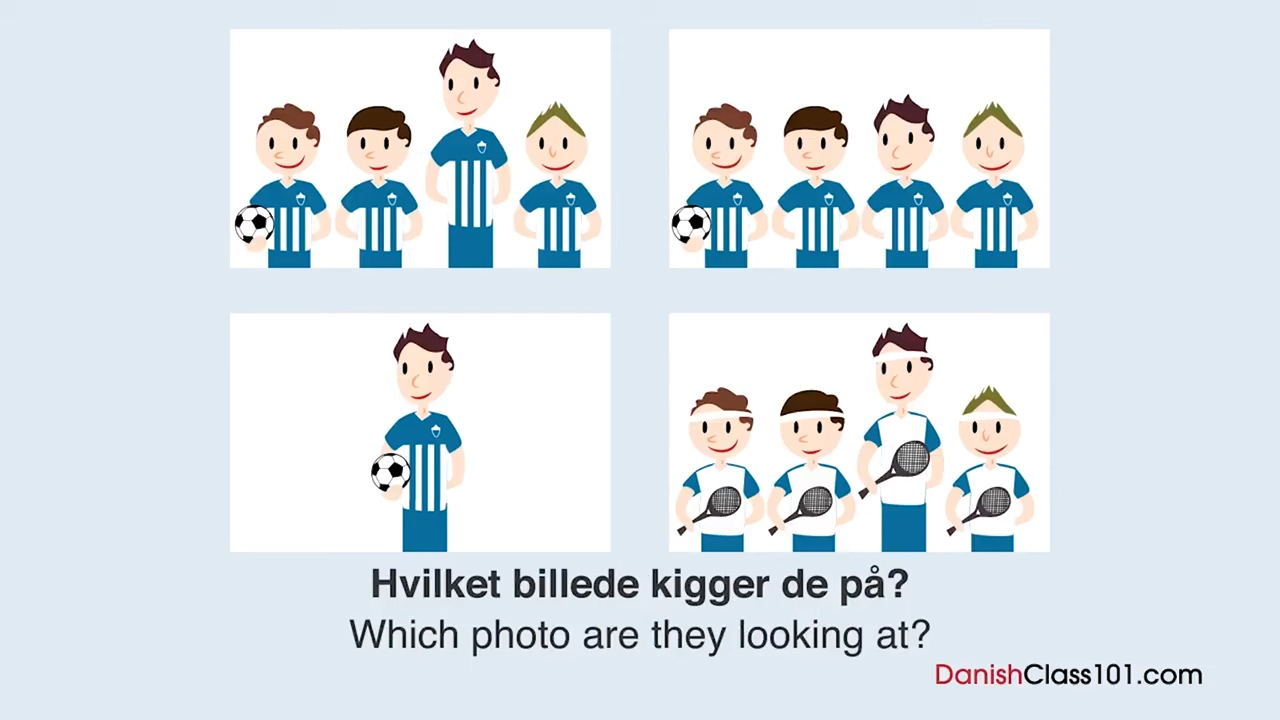 Hvilket billede kigger de på?
Which photo are they looking at?
DanishClass101.com